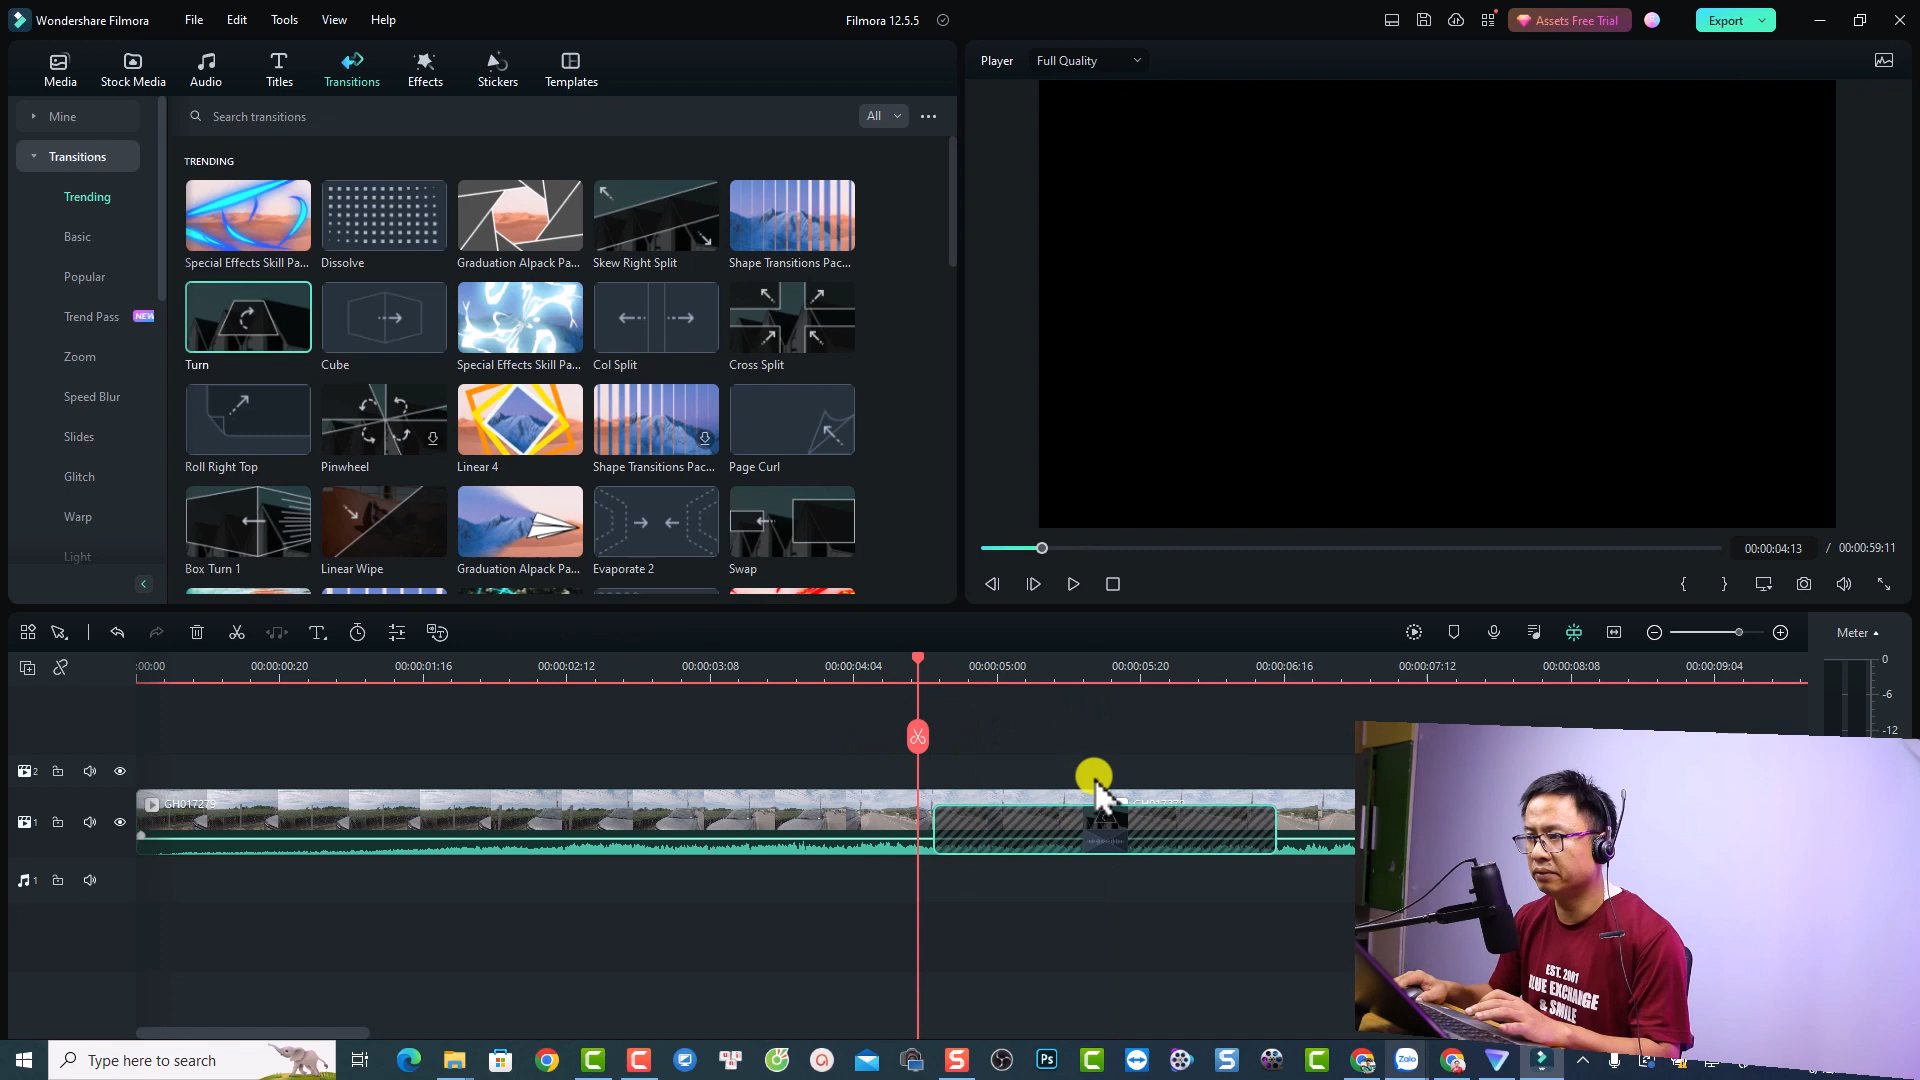 Wondershare Filmora
File
Edit
Tools
View
Help
Filmora 12.5.5
Assets Free Trial
Export
Media
Stock Media
Audio
Titles
Transitions
Effects
Stickers
Templates
Player
Full Quality
Mine
Search transitions
All
Transitions
Trending
Basic
Popular
Trend Pass
NEW
Zoom
Speed Blur
Slides
Glitch
Warp
Light
TRENDING
Special Effects Skill Pa...
Dissolve
Graduation Alpack Pa...
Skew Right Split
Shape Transitions Pac...
Turn
Cube
Special Effects Skill Pa...
Col Split
Cross Split
Roll Right Top
Pinwheel
Linear 4
Shape Transitions Pac...
Page Curl
Box Turn 1
Linear Wipe
Graduation Alpack Pa...
Evaporate 2
Swap
00:00:04:13 / 00:00:59:11
Meter
:00:00
00:00:00:20
00:00:01:16
00:00:02:12
00:00:03:08
00:00:04:04
00:00:05:00
00:00:05:20
00:00:06:16
00:00:07:12
00:00:08:08
00:00:09:04
0
-6
-12
2
1
GH017279
1
EST. 2001
BLUE EXCHANGE
& SMILE
Type here to search
Ps
Zalo